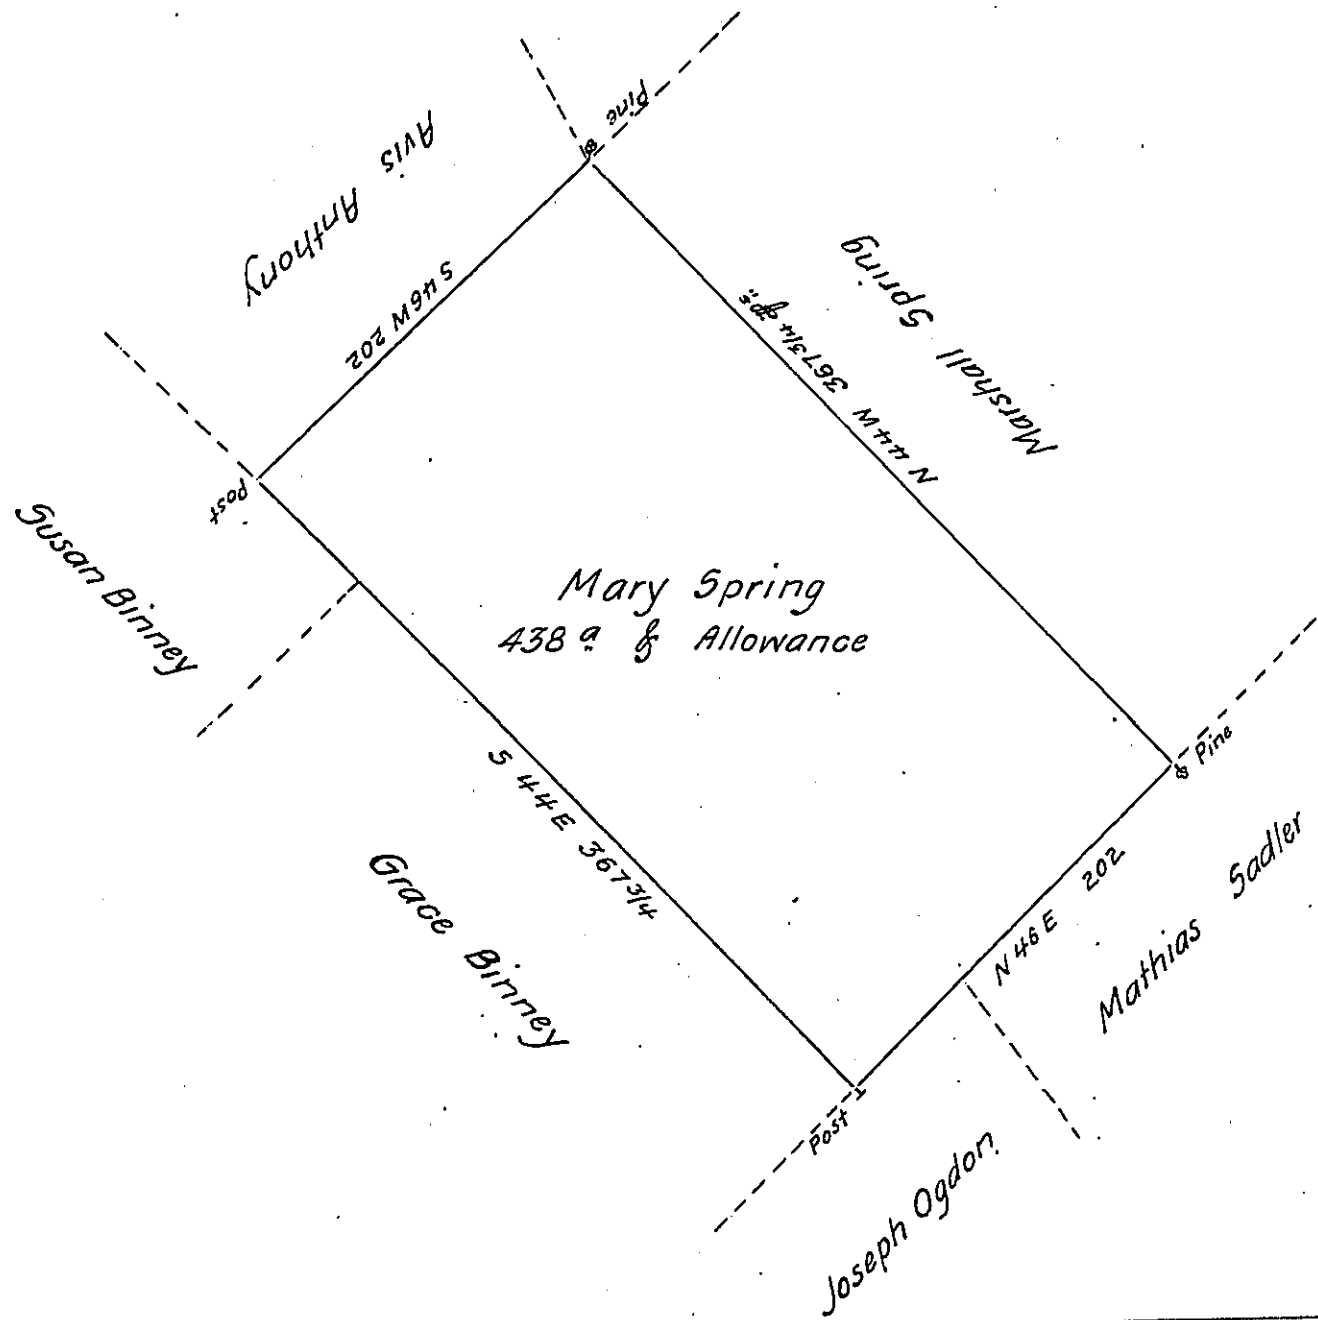 Pine
Avis Anthony
S 46 W 202
Marshall Spring
N 44 W 367 3/4 ps.
Post
Susan Binney
Mary Spring
438 a & Allowance
S 44 E 367 3/4
Grace Binney
Pine
N 46 E 202
Mathias Sadler
Post
Joseph Ogdon